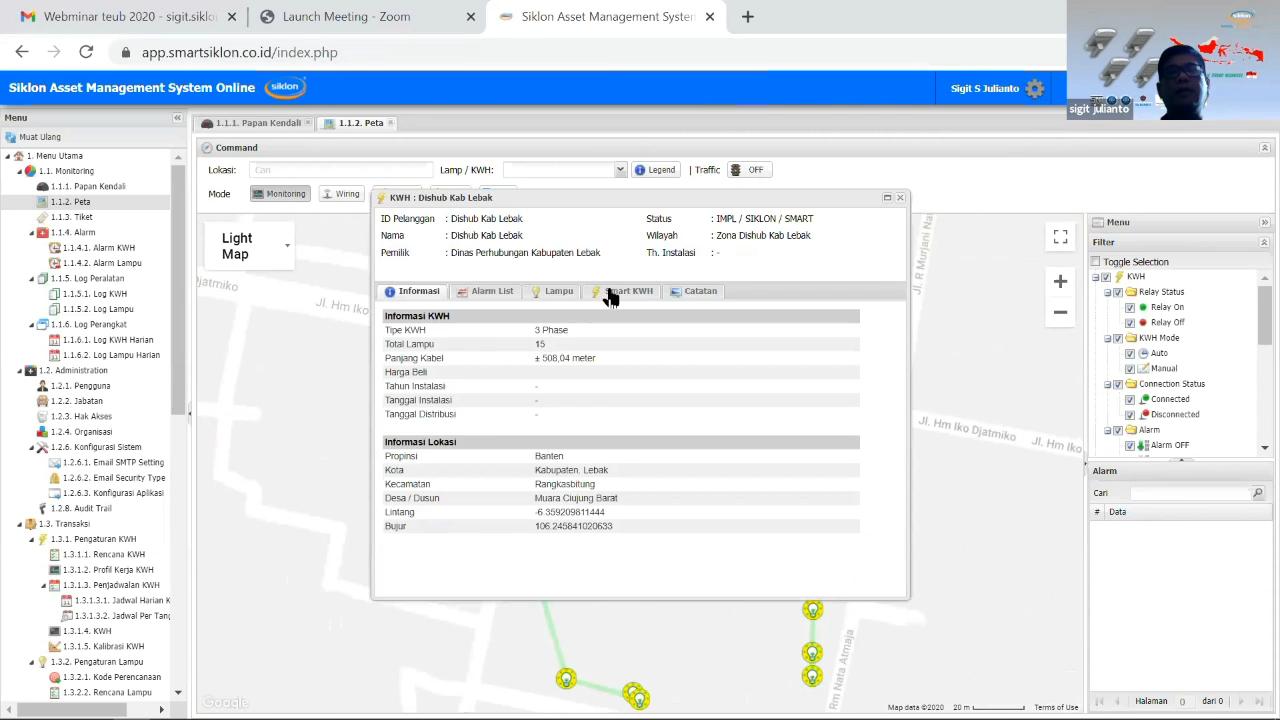 Webminar teub 2020 - sigit.siklo
Launch Meeting - Zoom
Siklon Asset Management System
app.smartsiklon.co.id/index.php
sigit julianto
Siklon Asset Management System Online
siklon
Sigit S Julianto
Menu
Muat Ulang
1. Menu Utama
1.1. Monitoring
1.1.1. Papan Kendali
1.1.2. Peta
1.1.3. Tiket
1.1.4. Alarm
1.1.4.1. Alarm KWH
1.1.4.2. Alarm Lampu
1.1.5. Log Peralatan
1.1.5.1. Log KWH
1.1.5.2. Log Lampu
1.1.6. Log Perangkat
1.1.6.1. Log KWH Harian
1.1.6.2. Log Lampu Harian
1.2. Administration
1.2.1. Pengguna
1.2.2. Jabatan
1.2.3. Hak Akses
1.2.4. Organisasi
1.2.6. Konfigurasi Sistem
1.2.6.1. Email SMTP Setting
1.2.6.2. Email Security Type
1.2.6.3. Konfigurasi Aplikasi
1.2.8. Audit Trail
1.3. Transaksi
1.3.1. Pengaturan KWH
1.3.1.1. Rencana KWH
1.3.1.2. Profil Kerja KWH
1.3.1.3. Penjadwalan KWH
1.3.1.3.1. Jadwal Harian K
1.3.1.3.2. Jadwal Per Tang
1.3.1.4. KWH
1.3.1.5. Kalibrasi KWH
1.3.2. Pengaturan Lampu
1.3.2.1. Kode Perencanaan
1.3.2.2. Rencana Lampu
1.1.1. Papan Kendali
1.1.2. Peta
Command
Lokasi: Cari
Lamp / KWH:
Legend
Traffic OFF
Mode Monitoring Wiring
Light Map
KWH : Dishub Kab Lebak
ID Pelanggan : Dishub Kab Lebak
Status : IMPL / SIKLON / SMART
Nama : Dishub Kab Lebak
Wilayah : Zona Dishub Kab Lebak
Pemilik : Dinas Perhubungan Kabupaten Lebak
Th. Instalasi : -
Informasi
Alarm List
Lampu
Smart KWH
Catatan
Informasi KWH
Tipe KWH 3 Phase
Total Lampu 15
Panjang Kabel ± 508,04 meter
Harga Beli
Tahun Instalasi -
Tanggal Instalasi -
Tanggal Distribusi -
Informasi Lokasi
Propinsi Banten
Kota Kabupaten. Lebak
Kecamatan Rangkasbitung
Desa / Dusun Muara Ciujung Barat
Lintang -6.359209811444
Bujur 106.245841020633
Djatmiko
Jl. Hm Iko
Jl. R Murjani
Jl. Hm Iko Djatmiko
Jl. Hm Iko
Rm Nata Atmaja
Google
Map data ©2020
20 m
Terms of Use
Menu
Filter
Toggle Selection
KWH
Relay Status
Relay On
Relay Off
KWH Mode
Auto
Manual
Connection Status
Connected
Disconnected
Alarm
Alarm OFF
Alarm
Cari
# Data
Halaman 0 dari 0